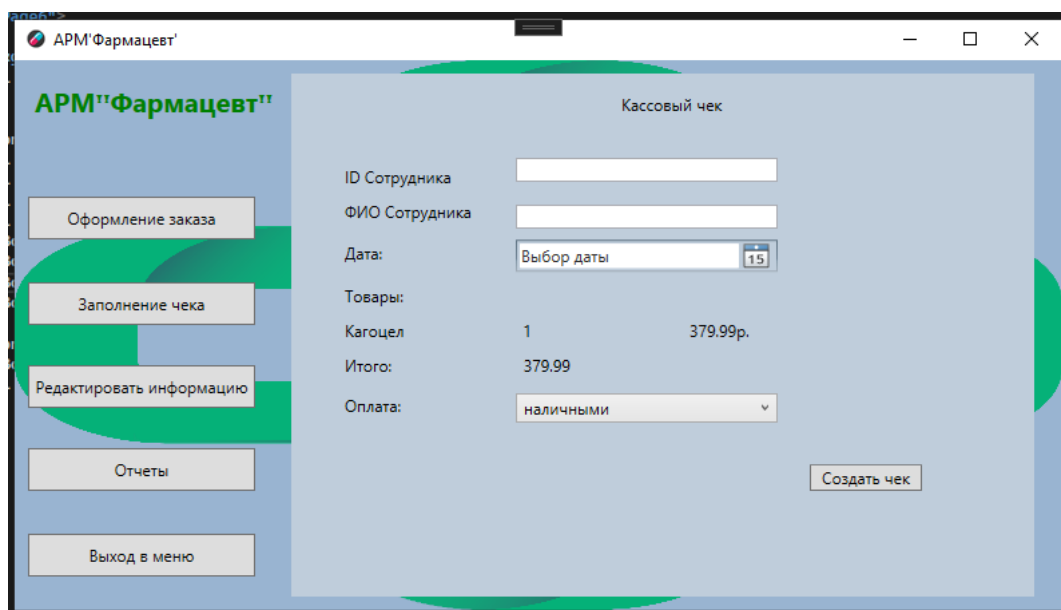 age6">
АРМ'Фармацевт'
АРМ"Фармацевт"
Оформление заказа
Заполнение чека
Редактировать информацию
Отчеты
Выход в меню
Кассовый чек
ID Сотрудника
ФИО Сотрудника
Дата: Выбор даты 15
Товары:
Кагоцел 1 379.99р.
Итого: 379.99
Оплата: наличными
Создать чек